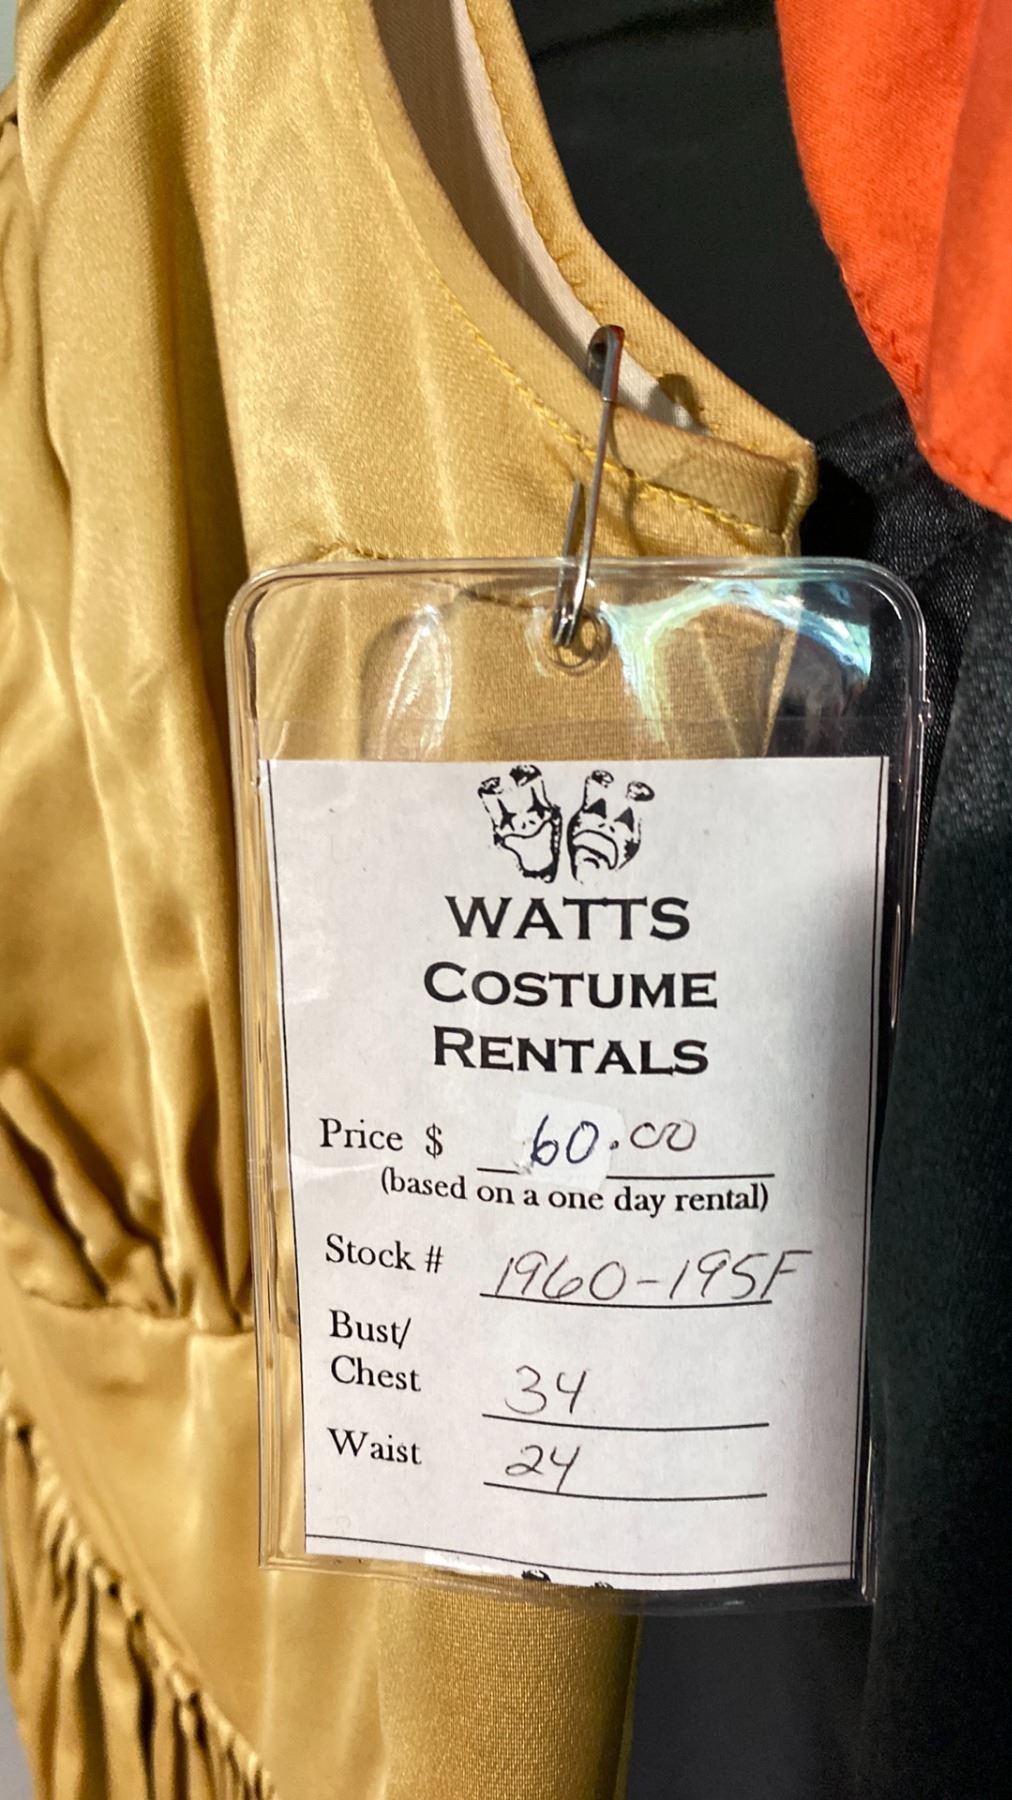 WATTS
COSTUME
RENTALS
Price $ 60.00
(based on a one day rental)
Stock # 1960-195F
Bust/
Chest 34
Waist 24